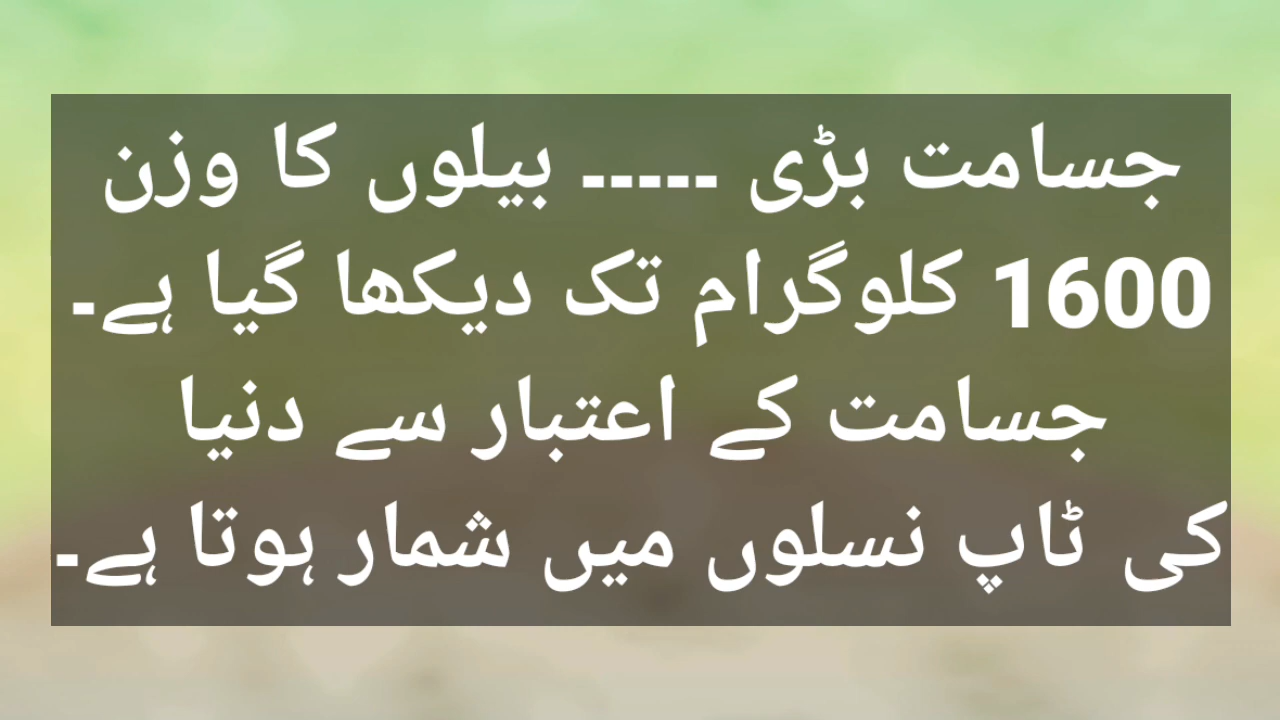 جسامت بڑی ----- بیلوں کا وزن
1600 کلوگرام تک دیکھا گیا ہے۔
جسامت کے اعتبار سے دنیا
کی ٹاپ نسلوں میں شمار ہوتا ہے۔